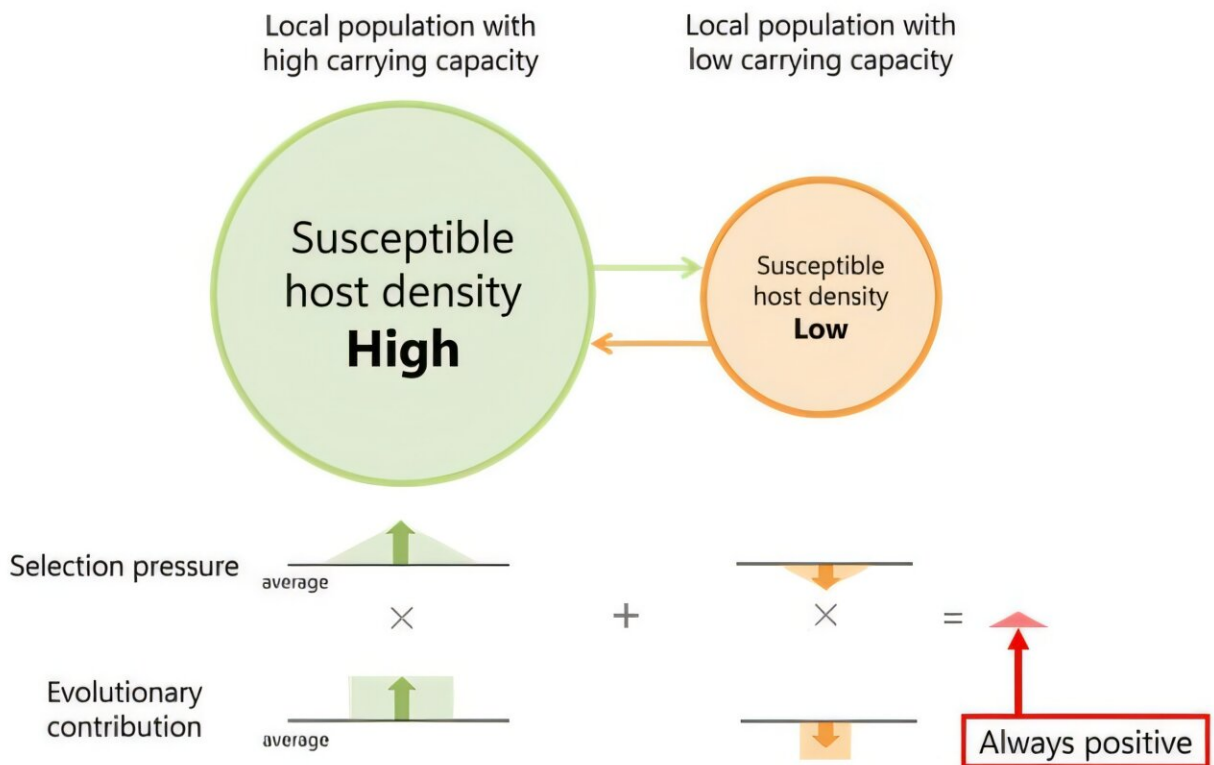 Local population with
high carrying capacity
Local population with
low carrying capacity
Susceptible
host density
High
Susceptible
host density
Low
Selection pressure
average
average
× + × =
Evolutionary
contribution
average
Always positive